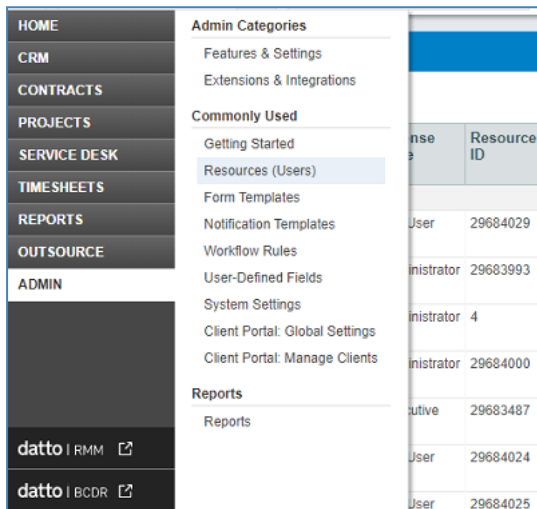 HOME
CRM
CONTRACTS
PROJECTS
SERVICE DESK
TIMESHEETS
REPORTS
OUTSOURCE
ADMIN
datto | RMM
datto | BCDR
Admin Categories
Features & Settings
Extensions & Integrations
Commonly Used
Getting Started
Resources (Users)
Form Templates
Notification Templates
Workflow Rules
User-Defined Fields
System Settings
Client Portal: Global Settings
Client Portal: Manage Clients
Reports
Reports
nse Resource
ID
User 29684029
inistrator 29683993
inistrator 4
inistrator 29684000
cutive 29683487
User 29684024
User 29684025